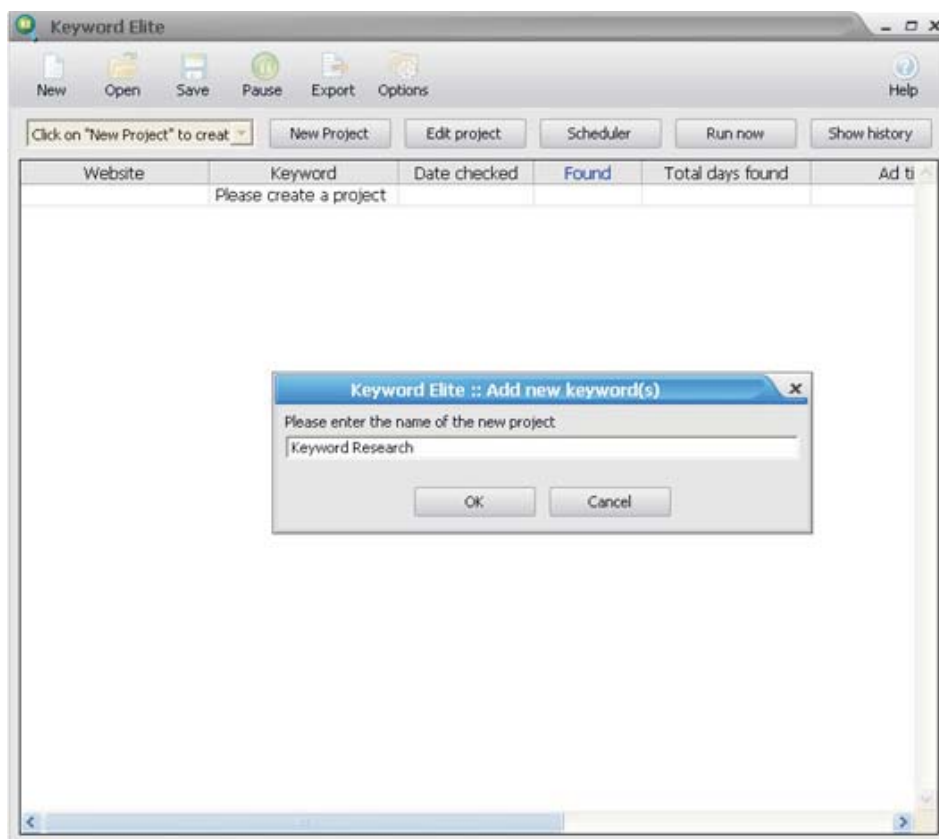 Keyword Elite
New Open Save Pause Export Options Help
Click on "New Project" to creat New Project Edit project Scheduler Run now Show history
Website Keyword Date checked Found Total days found Ad ti
Please create a project
Keyword Elite :: Add new keyword(s)
Please enter the name of the new project
Keyword Research
OK Cancel